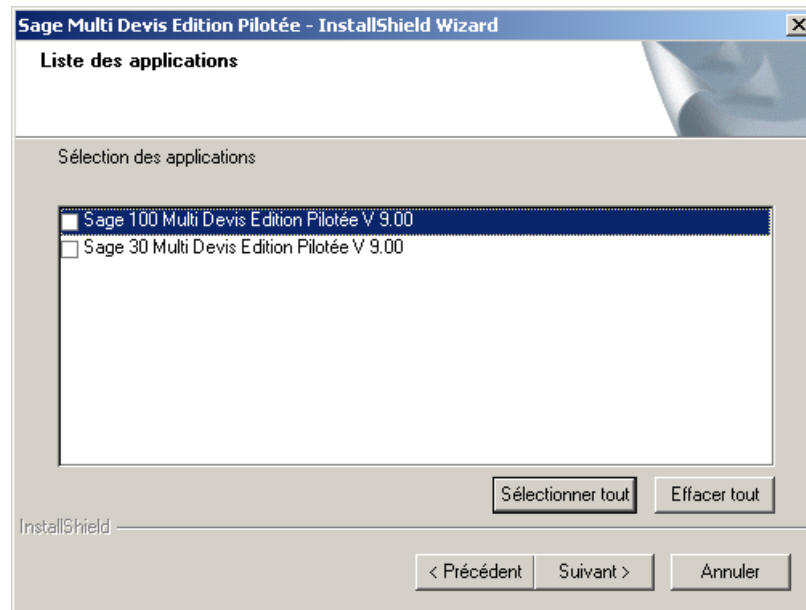 Sage Multi Devis Edition Pilotée - InstallShield Wizard
Liste des applications
Sélection des applications
Sage 100 Multi Devis Edition Pilotée V 9.00
Sage 30 Multi Devis Edition Pilotée V 9.00
Sélectionner tout Effacer tout
InstallShield
< Précédent Suivant > Annuler